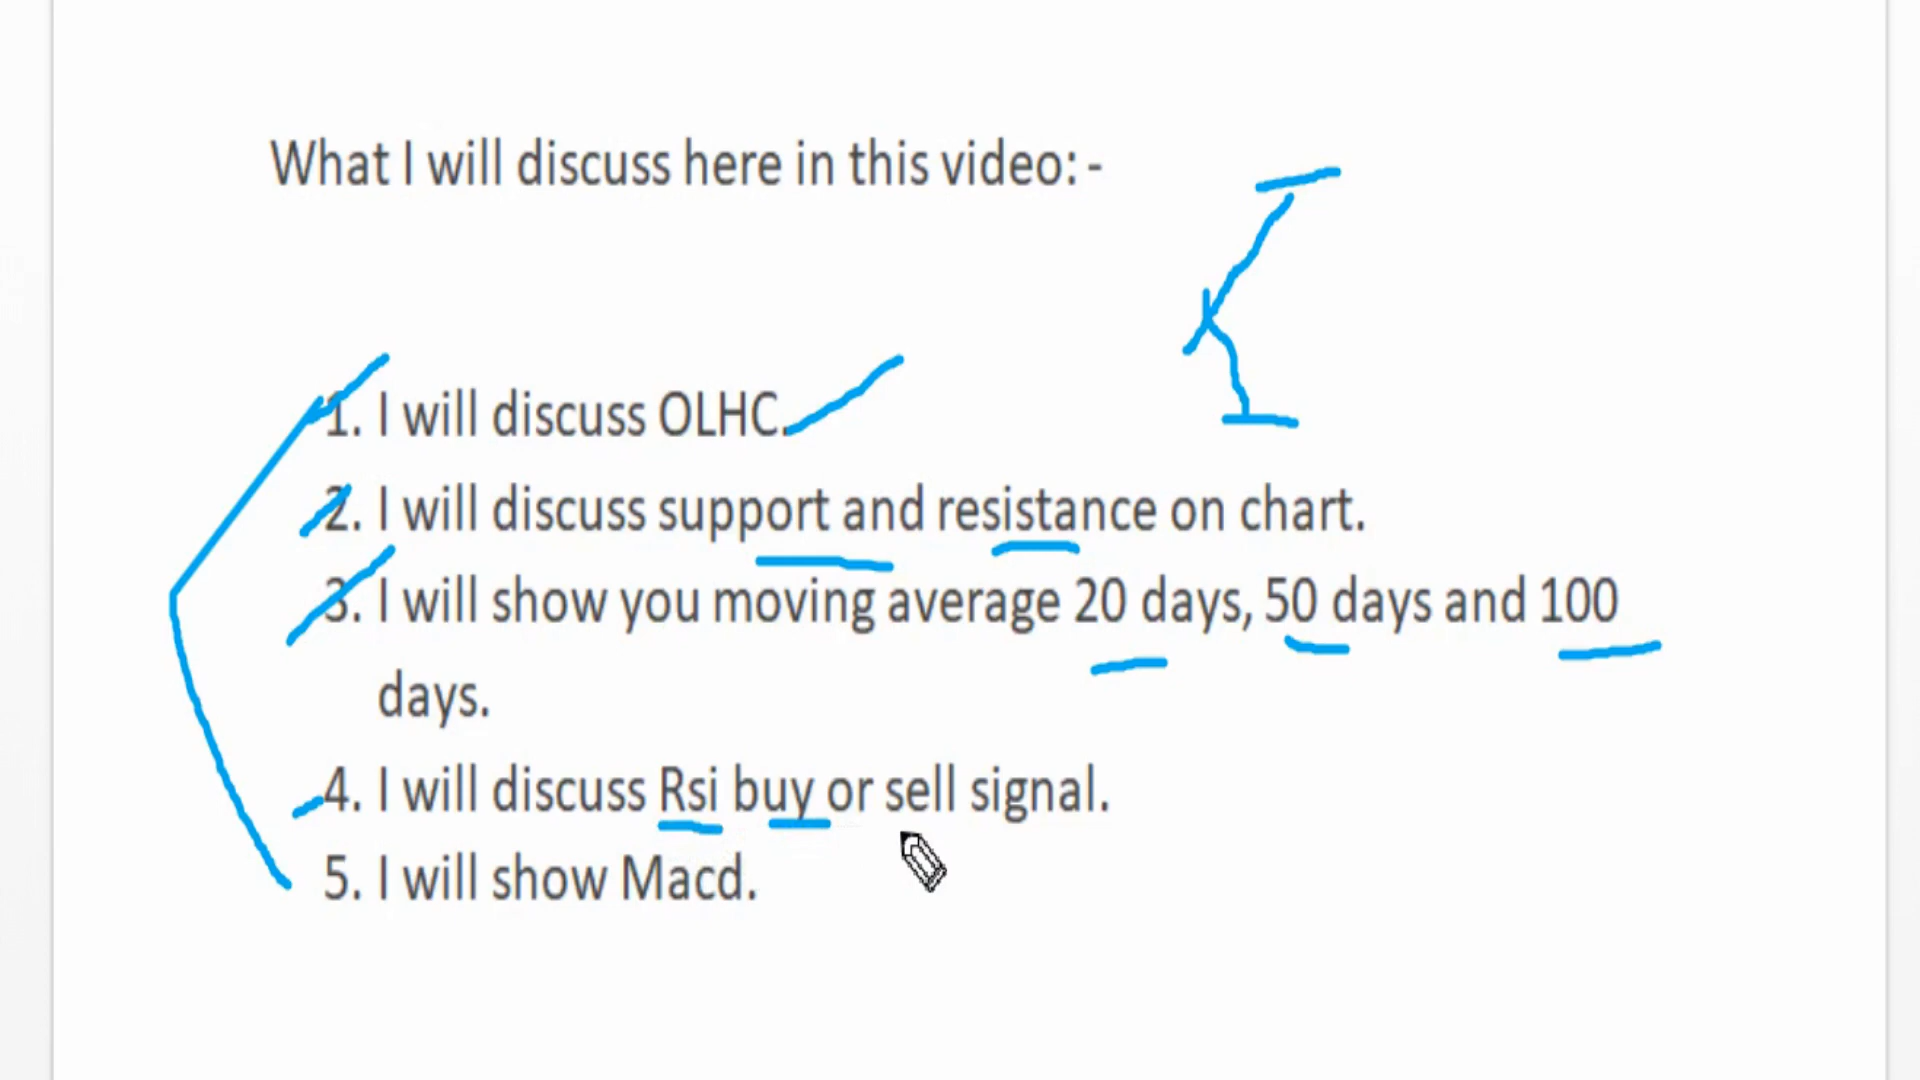 What I will discuss here in this video: -
1. I will discuss OLHC.
2. I will discuss support and resistance on chart.
3. I will show you moving average 20 days, 50 days and 100
days.
4. I will discuss Rsi buy or sell signal.
5. I will show Macd.